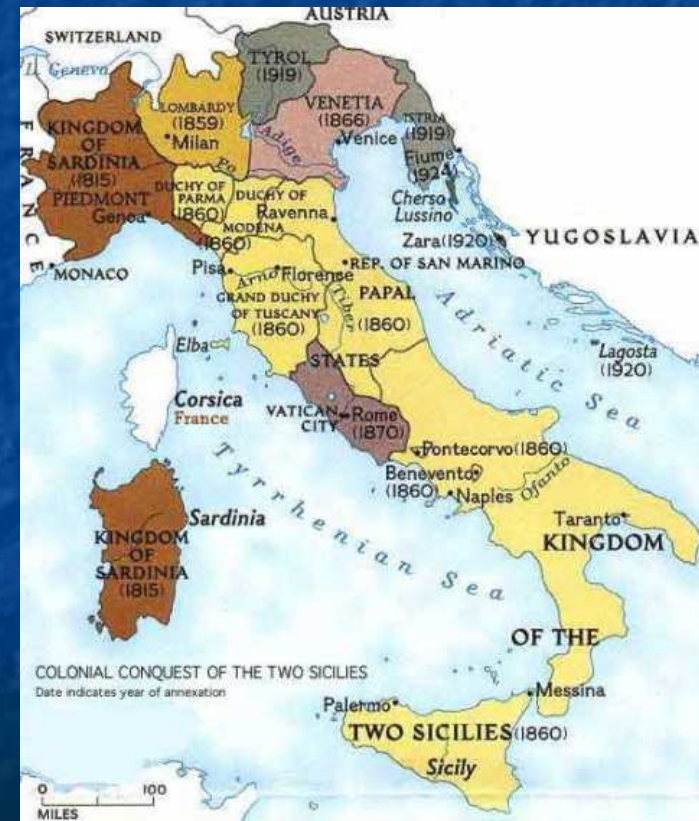 AUSTRIA
SWITZERLAND
L. Geneva
TYROL
(1919)
LOMBARDY
(1859)
Milan
VENETIA
(1866)
Venice
Adige
ISTRIA
(1919)
Fiume
(1924)
Cherso
Lussino
Zara(1920)
YUGOSLAVIA
FRANCE
KINGDOM
OF
SARDINIA
(1815)
PIEDMONT
Genoa
Po
DUCHY OF
PARMA
(1860)
DUCHY OF
MODENA
(1860)
Ravenna
MONACO
Pisa
Arno
Florence
REP. OF SAN MARINO
GRAND DUCHY
OF TUSCANY
(1860)
Tiber
PAPAL
(1860)
STATES
Adriatic Sea
Lagosta
(1920)
Elba
Corsica
France
VATICAN
CITY
Rome
(1870)
Pontecorvo(1860)
Benevento
(1860)
Naples
Ofanto
Tyrrhenian Sea
Sardinia
KINGDOM
OF
SARDINIA
(1815)
Taranto
KINGDOM
OF THE
COLONIAL CONQUEST OF THE TWO SICILIES
Date indicates year of annexation
Messina
Palermo
TWO SICILIES(1860)
Sicily
0 100
MILES